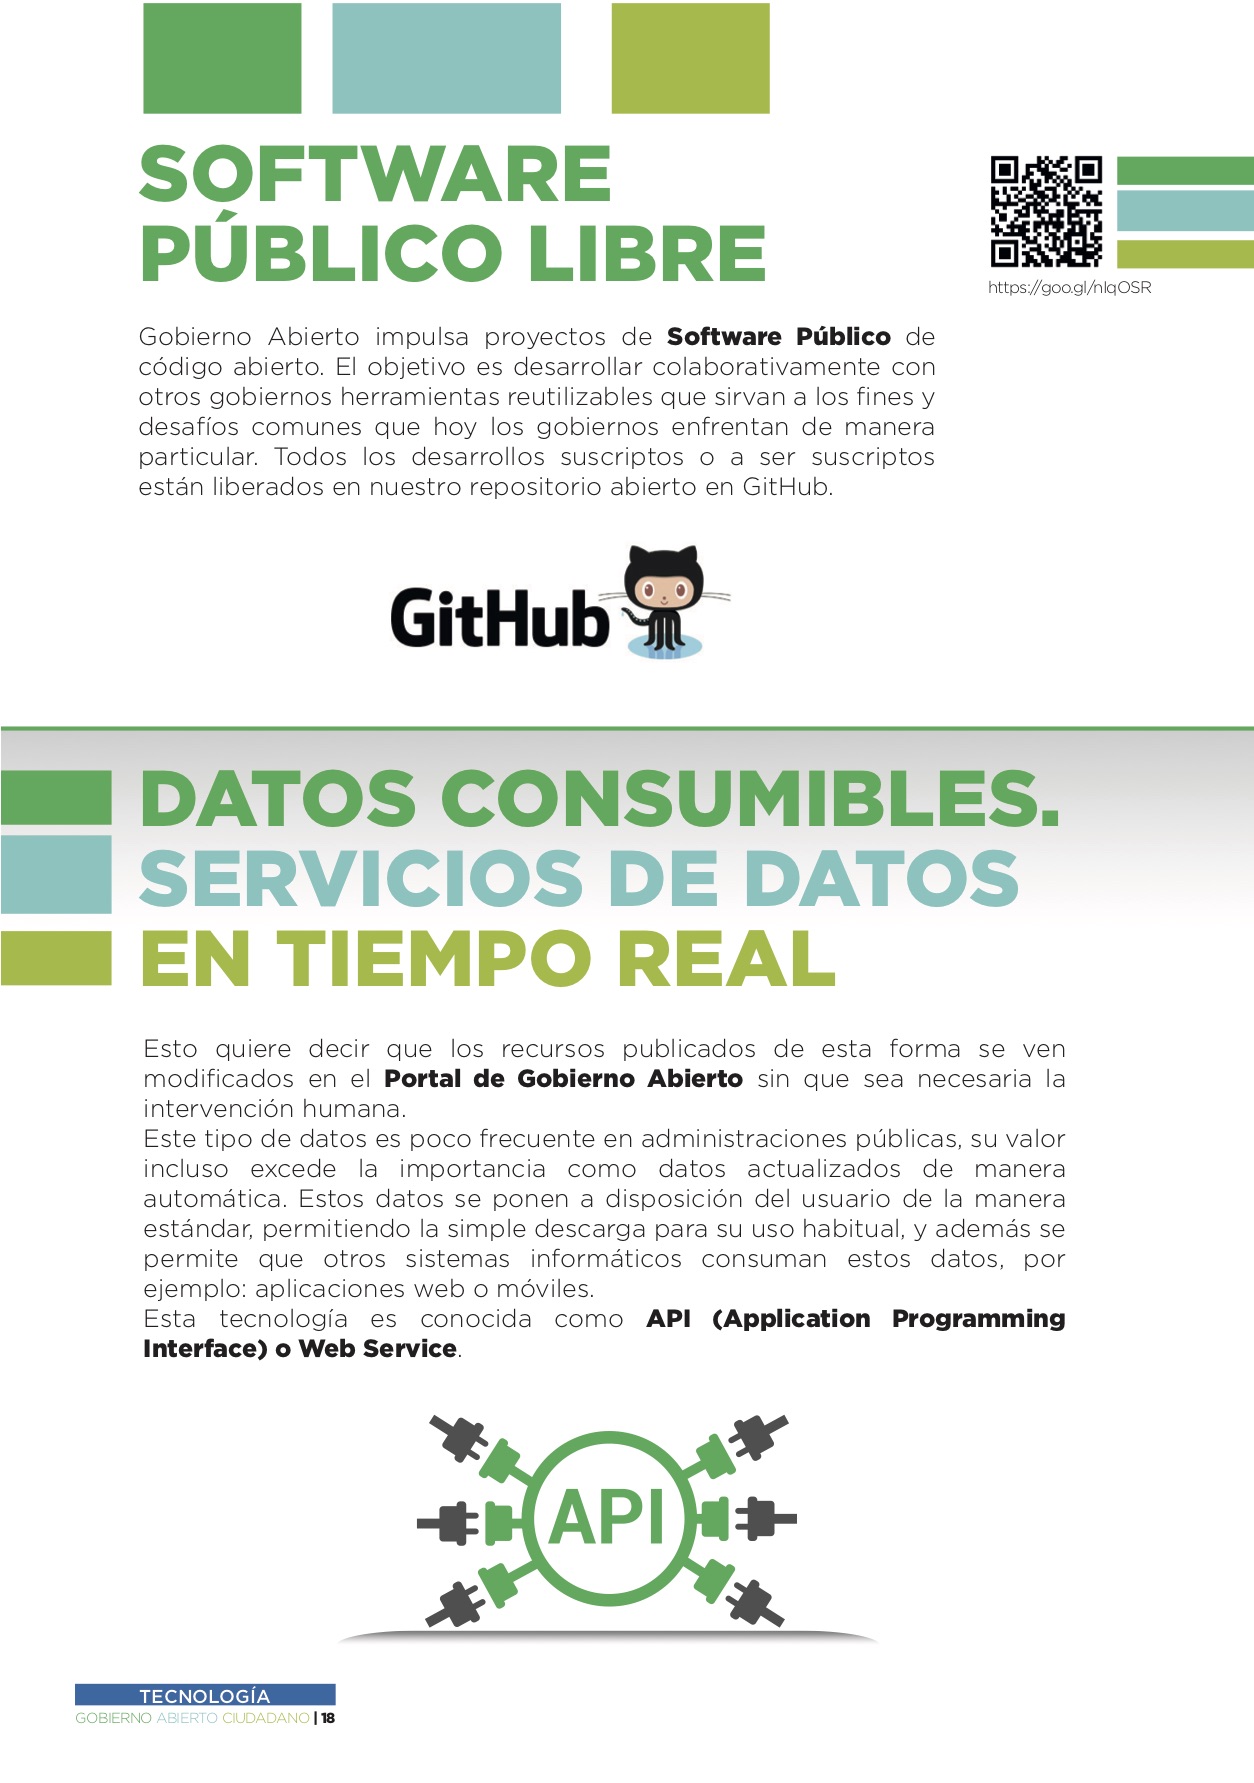 SOFTWARE
PÚBLICO LIBRE
https://goo.gl/nIqOSR
Gobierno Abierto impulsa proyectos de Software Público de
código abierto. El objetivo es desarrollar colaborativamente con
otros gobiernos herramientas reutilizables que sirvan a los fines y
desafíos comunes que hoy los gobiernos enfrentan de manera
particular. Todos los desarrollos suscriptos o a ser suscriptos
están liberados en nuestro repositorio abierto en GitHub.
GitHub
DATOS CONSUMIBLES.
SERVICIOS DE DATOS
EN TIEMPO REAL
Esto quiere decir que los recursos publicados de esta forma se ven
modificados en el Portal de Gobierno Abierto sin que sea necesaria la
intervención humana.
Este tipo de datos es poco frecuente en administraciones públicas, su valor
incluso excede la importancia como datos actualizados de manera
automática. Estos datos se ponen a disposición del usuario de la manera
estándar, permitiendo la simple descarga para su uso habitual, y además se
permite que otros sistemas informáticos consuman estos datos, por
ejemplo: aplicaciones web o móviles.
Esta tecnología es conocida como API (Application Programming
Interface) o Web Service.
API
TECNOLOGÍA
GOBIERNO ABIERTO CIUDADANO | 18